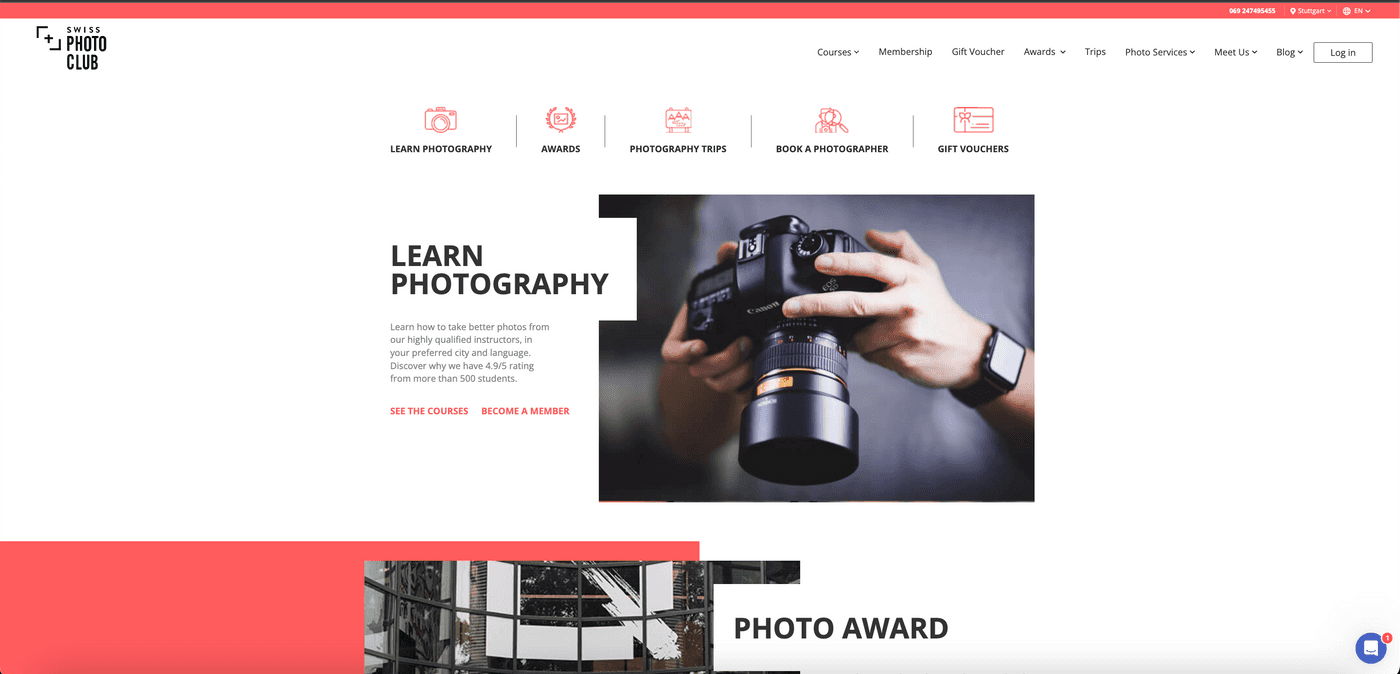 069 247495455
Stuttgart
EN
SWISS
PHOTO
CLUB
Courses
Membership
Gift Voucher
Awards
Trips
Photo Services
Meet Us
Blog
Log in
LEARN PHOTOGRAPHY
AWARDS
PHOTOGRAPHY TRIPS
BOOK A PHOTOGRAPHER
GIFT VOUCHERS
LEARN
PHOTOGRAPHY
Learn how to take better photos from
our highly qualified instructors, in
your preferred city and language.
Discover why we have 4.9/5 rating
from more than 500 students.
SEE THE COURSES
BECOME A MEMBER
Canon
EOS
PHOTO AWARD
1